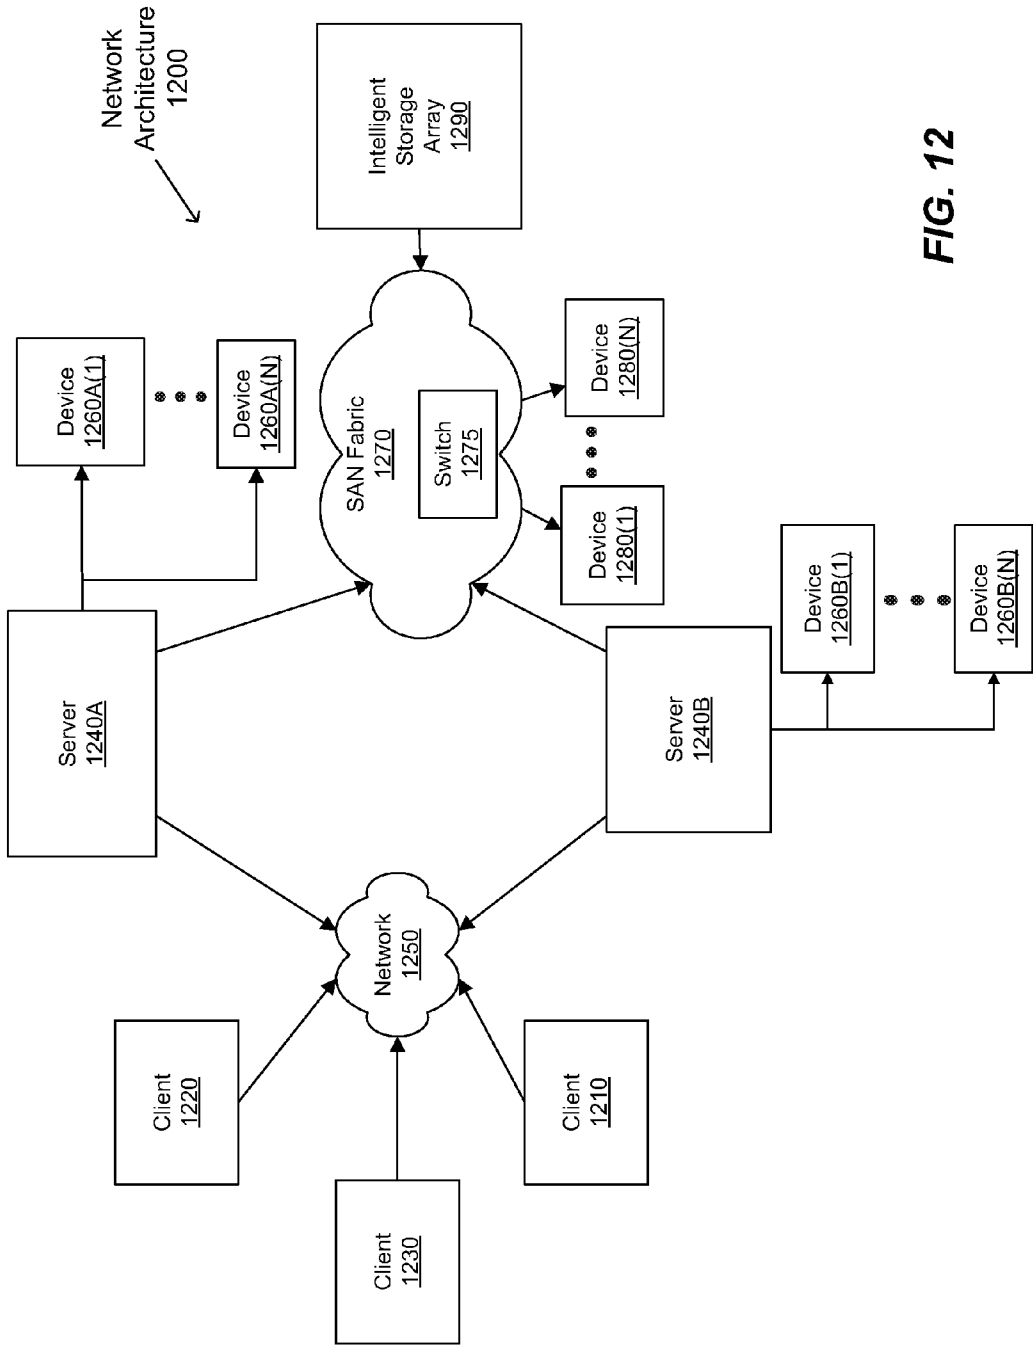 Network
Architecture
1200
Device
1260A(1)
Device
1260A(N)
Intelligent
Storage
Array
1290
Server
1240A
SAN Fabric
1270
Switch
1275
Device
1280(1)
Device
1280(N)
Client
1220
Client
1230
Network
1250
Client
1210
Server
1240B
Device
1260B(1)
Device
1260B(N)
FIG. 12